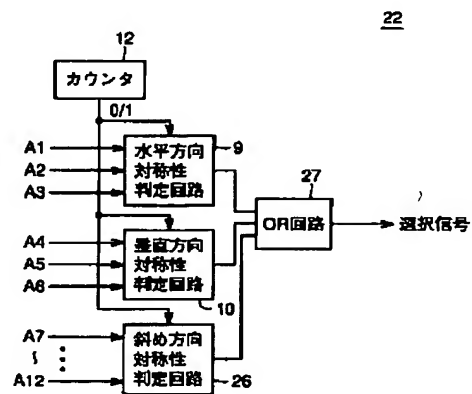 22
12
カウンタ
0/1
A1
A2
A3
水平方向
対称性
判定回路
9
27
OR回路
選択信号
A4
A5
A6
垂直方向
対称性
判定回路
10
A7
A12
斜め方向
対称性
判定回路
26